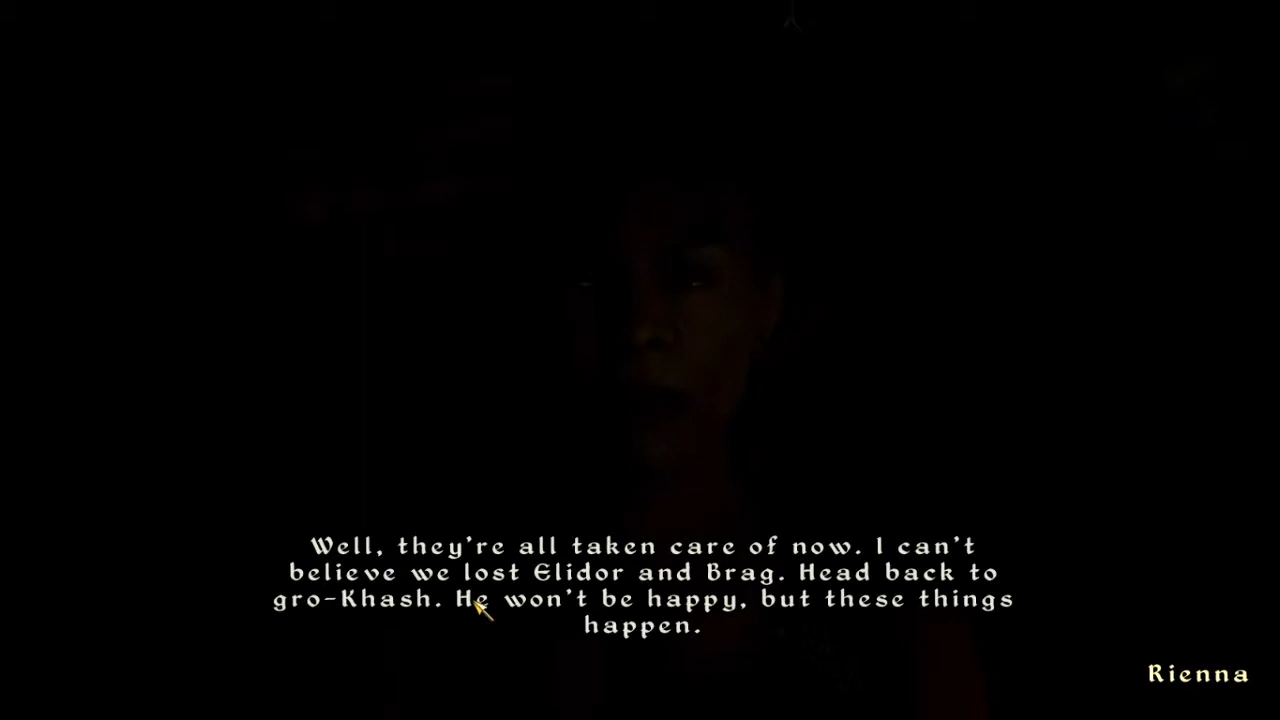 Well, they're all taken care of now. I can't
believe we lost Elidor and Brag. Head back to
gro-Khash. He won't be happy, but these things
happen.
Rienna